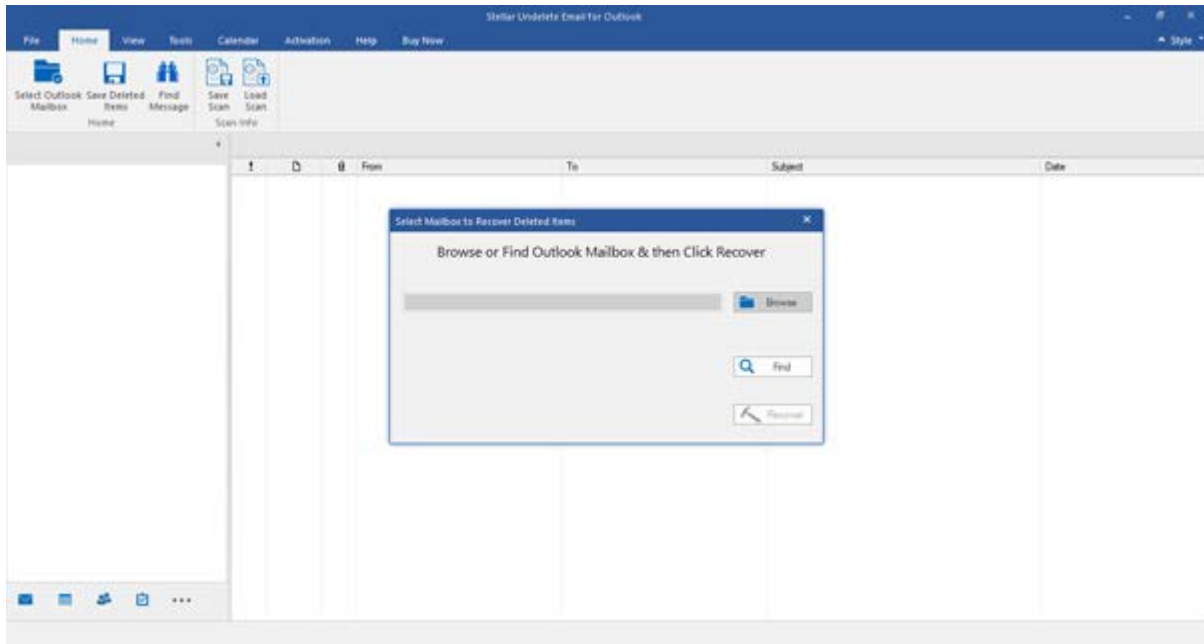 Stellar Undelete Email for Outlook
File Home View Tools Calendar Activation Help Buy Now Style
Select Outlook Mailbox
Save Deleted Items
Find Message
Save Scan
Load Scan
Home
Scan Info
From To Subject Date
Select Mailbox to Recover Deleted Items
Browse or Find Outlook Mailbox & then Click Recover
Browse
Find
Recover